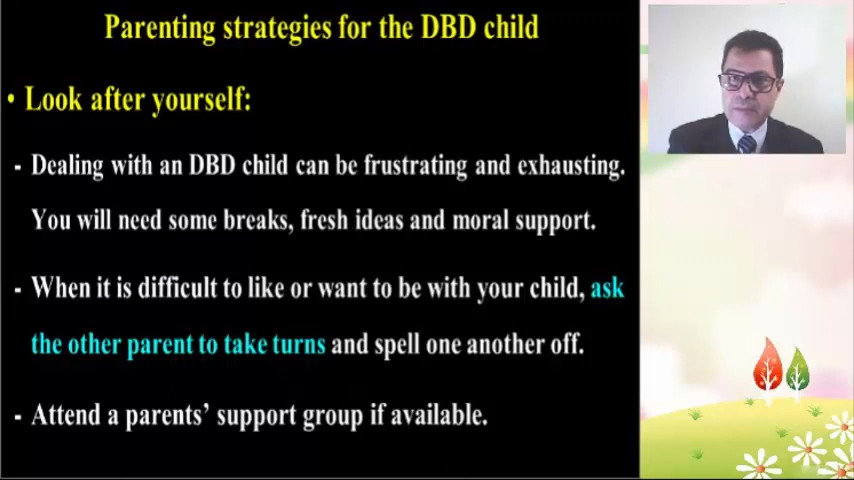 Parenting strategies for the DBD child
• Look after yourself:
- Dealing with an DBD child can be frustrating and exhausting.
You will need some breaks, fresh ideas and moral support.
- When it is difficult to like or want to be with your child, ask
the other parent to take turns and spell one another off.
- Attend a parents’ support group if available.